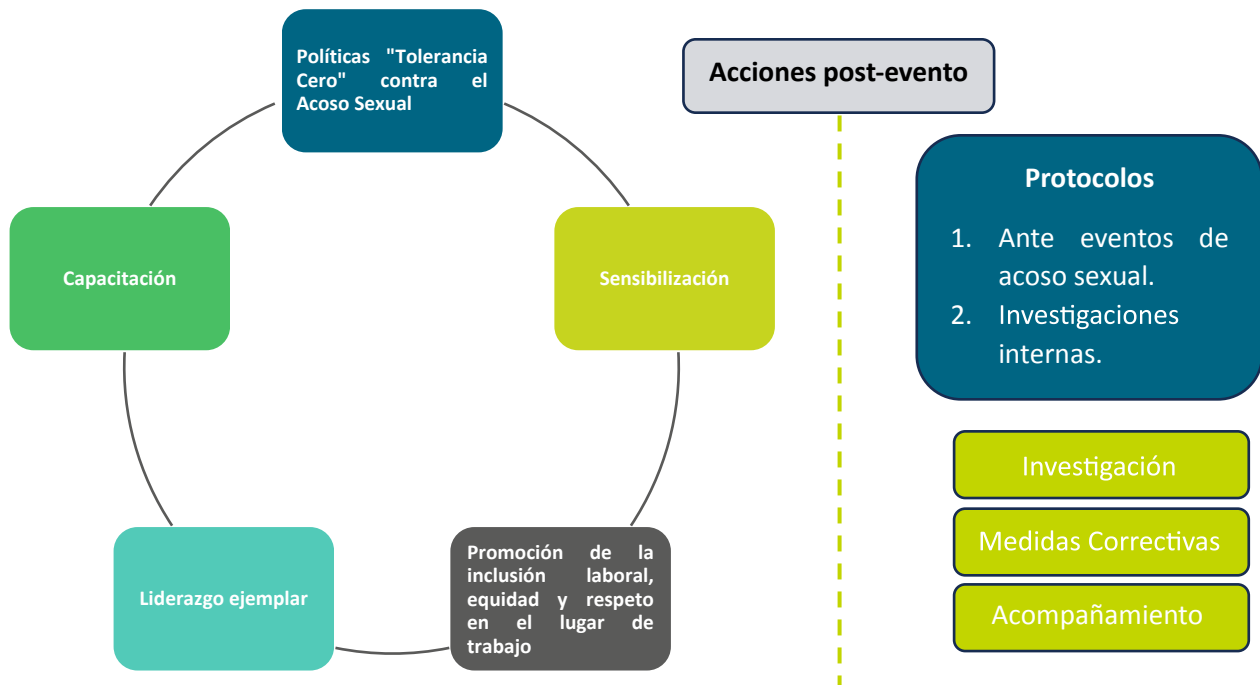 Políticas "Tolerancia
Cero" contra el
Acoso Sexual
Sensibilización
Promoción de la
inclusión laboral,
equidad y respeto
en el lugar de
trabajo
Liderazgo ejemplar
Capacitación
Acciones post-evento
Protocolos
1. Ante eventos de
acoso sexual.
2. Investigaciones
internas.
Investigación
Medidas Correctivas
Acompañamiento